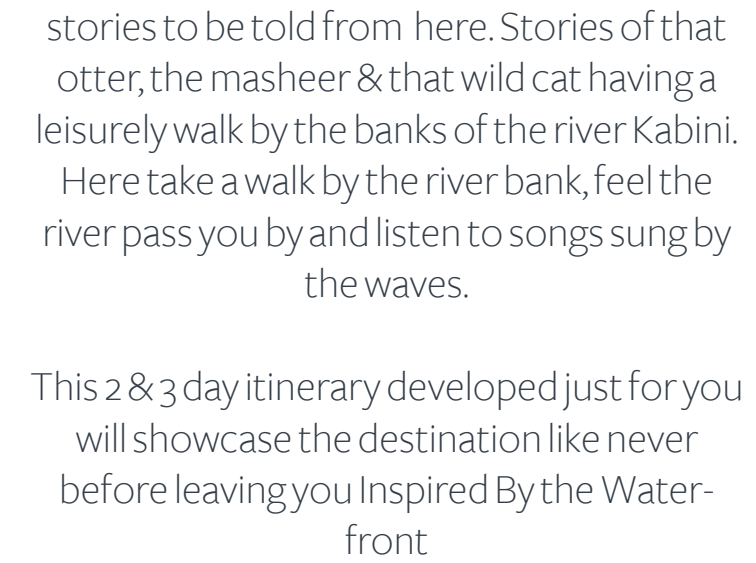 stories to be told from here. Stories of that
otter, the masheer & that wild cat having a
leisurely walk by the banks of the river Kabini.
Here take a walk by the river bank, feel the
river pass you by and listen to songs sung by
the waves.
This 2 & 3 day itinerary developed just for you
will showcase the destination like never
before leaving you Inspired By the Water-
front